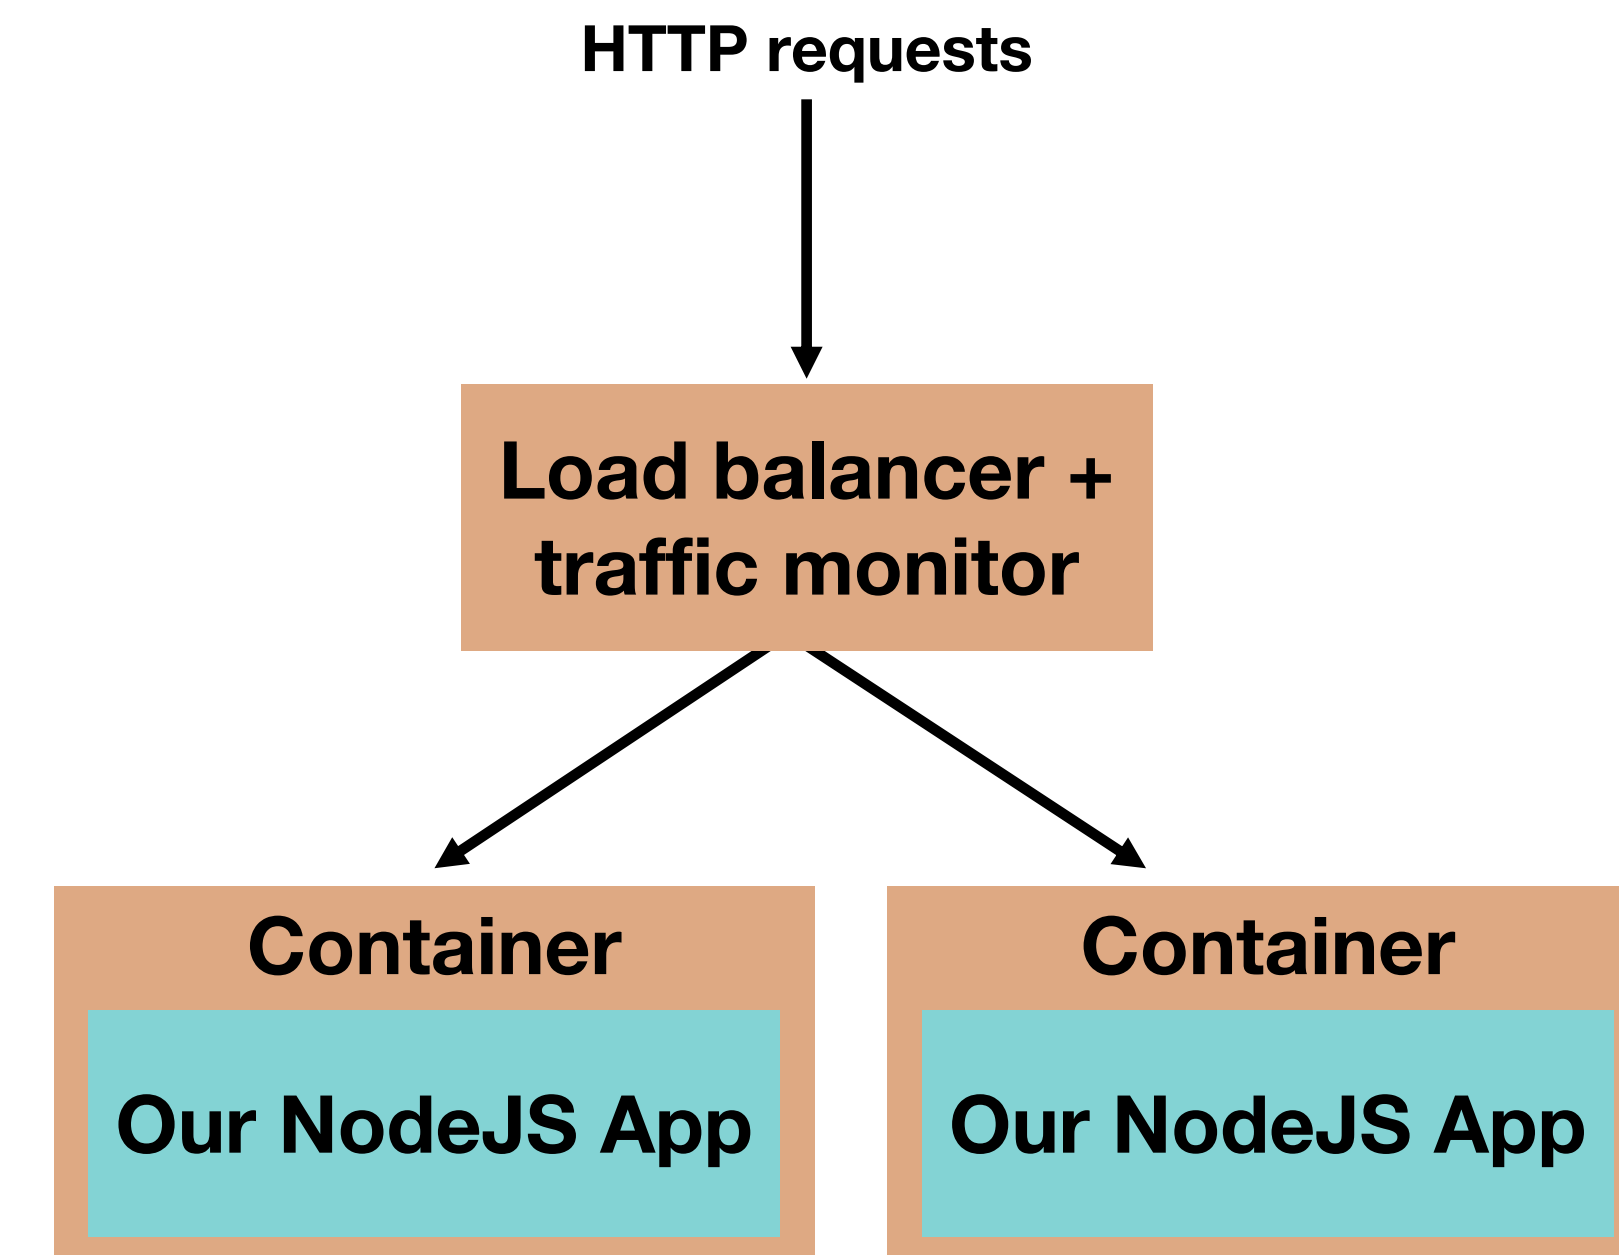 HTTP requests
Load balancer +
traffic monitor
Container
Our NodeJS App
Container
Our NodeJS App